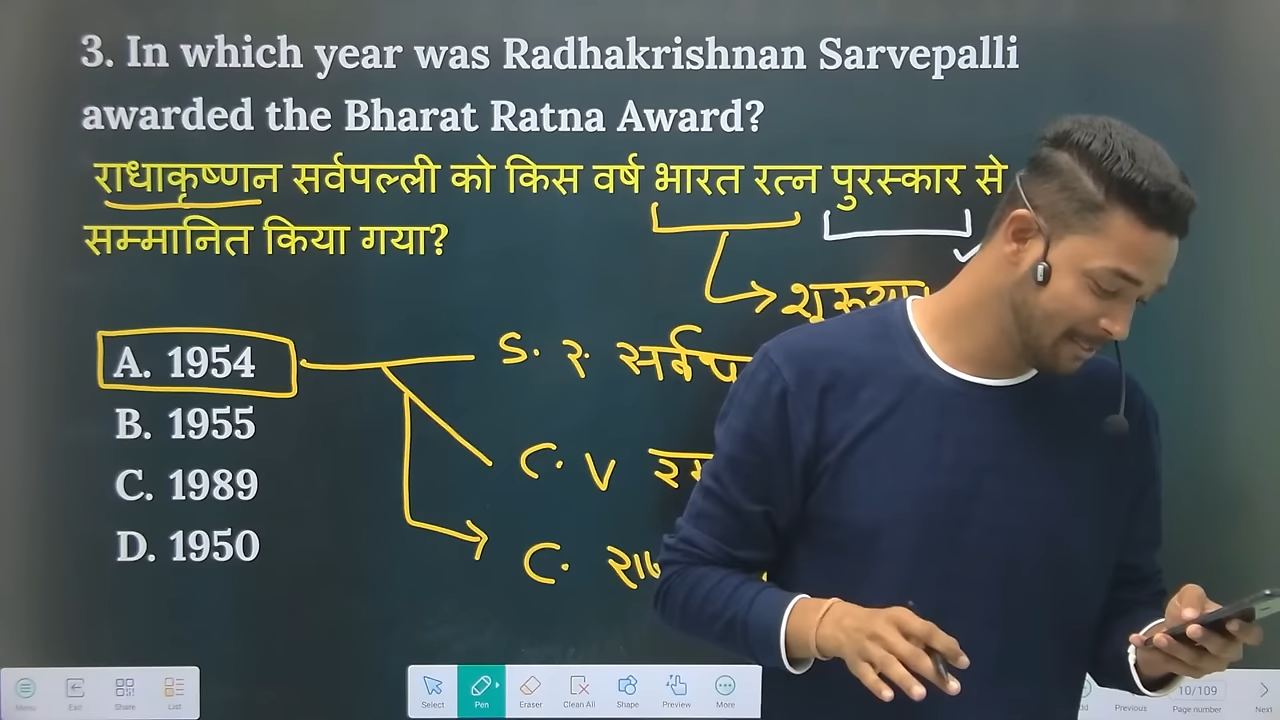 3. In which year was Radhakrishnan Sarvepalli
awarded the Bharat Ratna Award?
राधाकृष्णन सर्वपल्ली को किस वर्ष भारत रत्न पुरस्कार से
सम्मानित किया गया?
A. 1954
B. 1955
C. 1989
D. 1950
S. र.
C. V
C.
Menu
Exit
Share
List
Select
Pen
Eraser
Clean All
Shape
Preview
More
Previous
10/109
Page number
Next